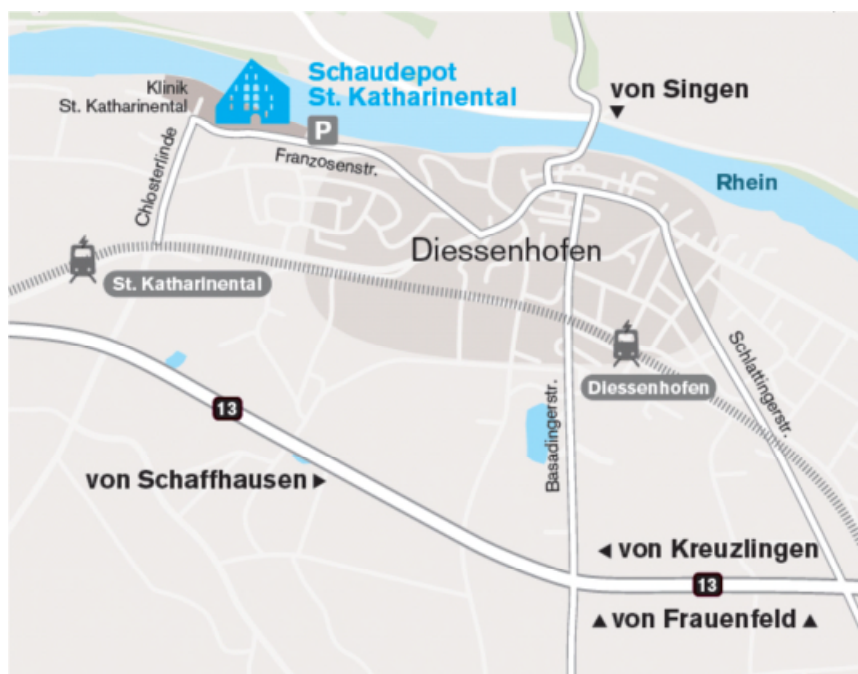 Klinik
St. Katharinental
Schaudepot
St. Katharinental
von Singen
▼
P
Franzosenstr.
Chlosterlinde
Rhein
Diessenhofen
St. Katharinental
Diessenhofen
Schlattingerstr.
Basadingerstr.
13
von Schaffhausen ▶
◀ von Kreuzlingen
13
▲ von Frauenfeld ▲